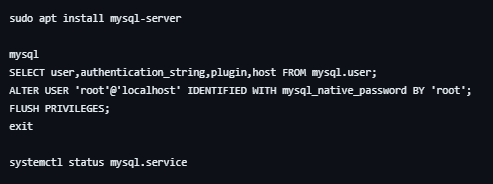 sudo apt install mysql-server
mysql
SELECT user,authentication_string,plugin,host FROM mysql.user;
ALTER USER 'root'@'localhost' IDENTIFIED WITH mysql_native_password BY 'root';
FLUSH PRIVILEGES;
exit
systemctl status mysql.service